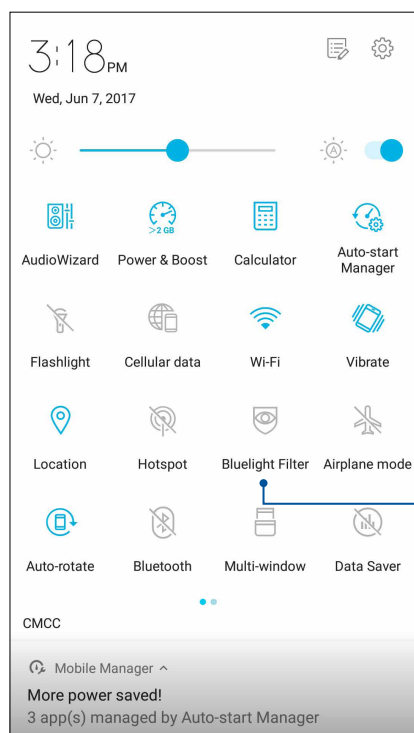 3:18PM
Wed, Jun 7, 2017
A
>2 GB
AudioWizard Power & Boost Calculator Auto-start Manager
Flashlight Cellular data Wi-Fi Vibrate
Location Hotspot Bluelight Filter Airplane mode
Auto-rotate Bluetooth Multi-window Data Saver
CMCC
Mobile Manager
More power saved!
3 app(s) managed by Auto-start Manager